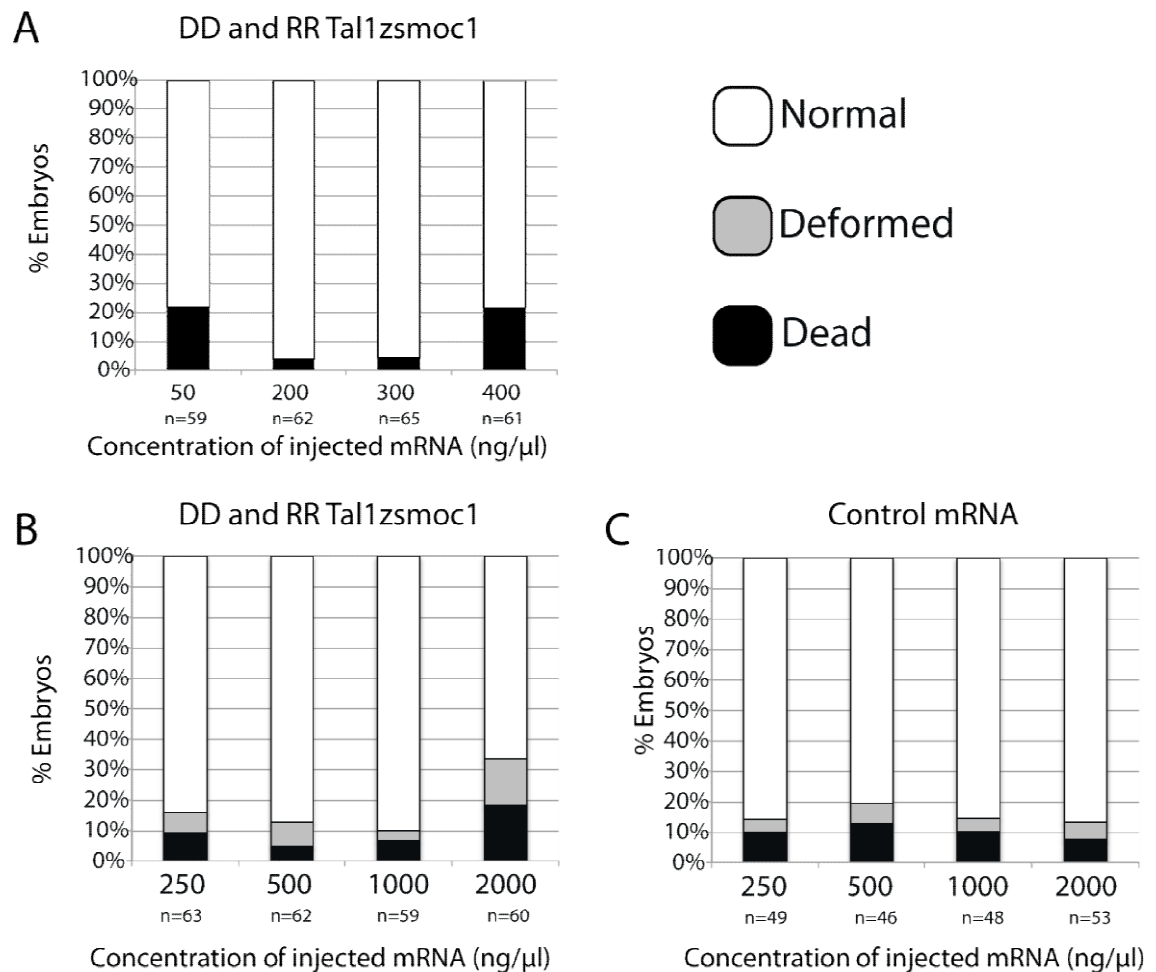 A
DD and RR Tal1zsmoc1
100%
90%
80%
70%
60%
50%
40%
30%
20%
10%
0%
% Embryos
50 200 300 400
n=59 n=62 n=65 n=61
Concentration of injected mRNA (ng/µl)
Normal
Deformed
Dead
B
DD and RR Tal1zsmoc1
100%
90%
80%
70%
60%
50%
40%
30%
20%
10%
0%
% Embryos
250 500 1000 2000
n=63 n=62 n=59 n=60
Concentration of injected mRNA (ng/µl)
C
Control mRNA
100%
90%
80%
70%
60%
50%
40%
30%
20%
10%
0%
% Embryos
250 500 1000 2000
n=49 n=46 n=48 n=53
Concentration of injected mRNA (ng/µl)